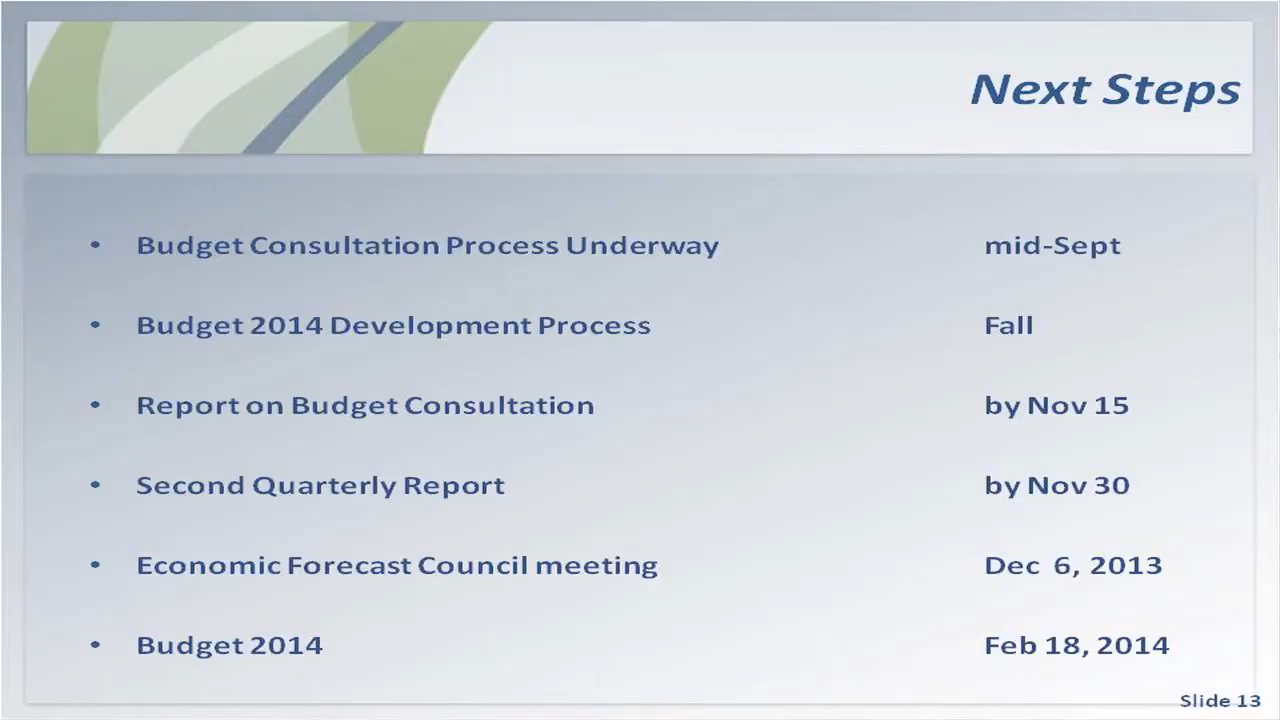 Next Steps
• Budget Consultation Process Underway mid-Sept
• Budget 2014 Development Process Fall
• Report on Budget Consultation by Nov 15
• Second Quarterly Report by Nov 30
• Economic Forecast Council meeting Dec 6, 2013
• Budget 2014 Feb 18, 2014
Slide 13